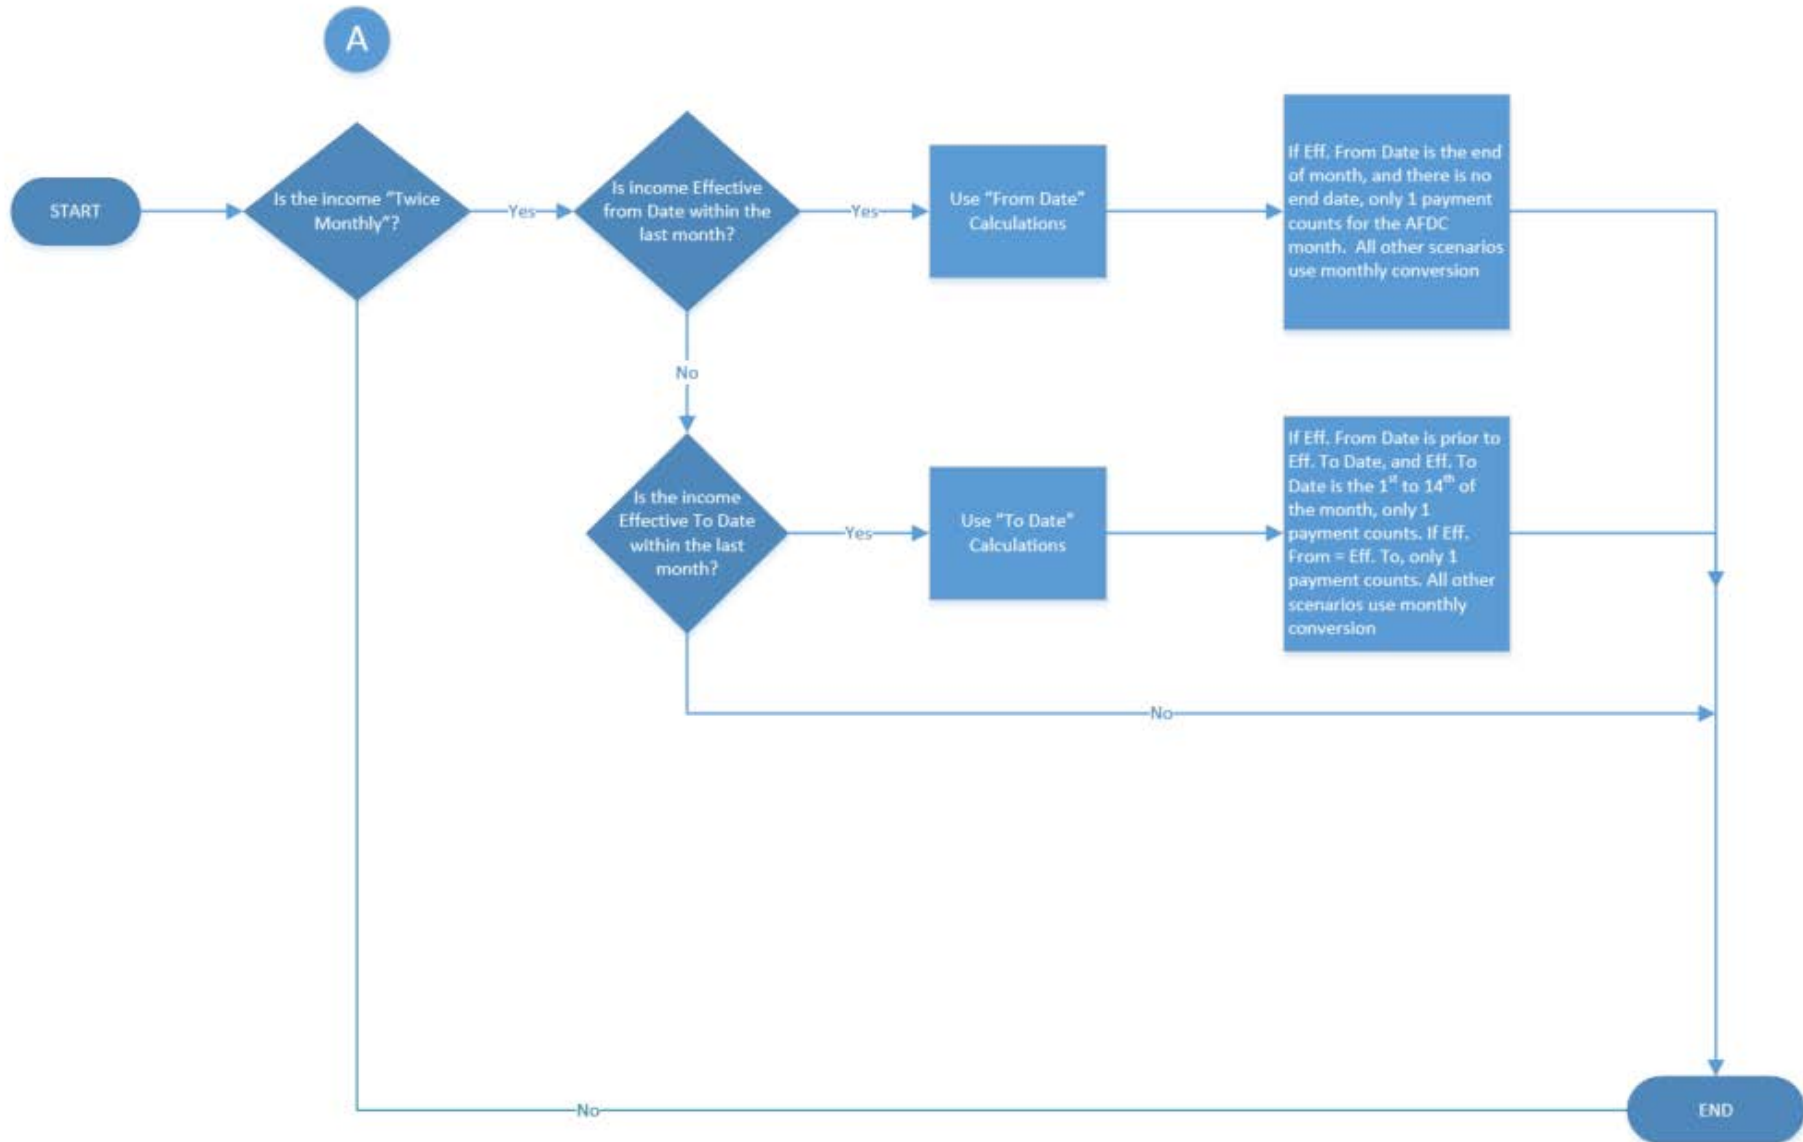 A
START
Is the income "Twice
Monthly"?
Yes
Is income Effective
from Date within the
last month?
Yes
Use "From Date"
Calculations
If Eff. From Date is the end
of month, and there is no
end date, only 1 payment
counts for the AFDC
month.  All other scenarios
use monthly conversion
No
Is the income
Effective To Date
within the last
month?
Yes
Use "To Date"
Calculations
If Eff. From Date is prior to
Eff. To Date, and Eff. To
Date is the 1st to 14th of
the month, only 1
payment counts. If Eff.
From = Eff. To, only 1
payment counts. All other
scenarios use monthly
conversion
No
No
END